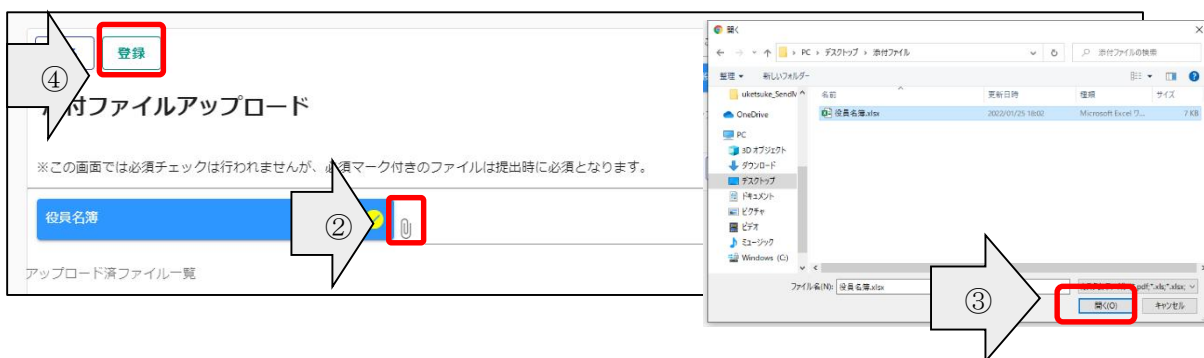 ④
登録
付ファイルアップロード
※この画面では必須チェックは行われませんが、必須マーク付きのファイルは提出時に必須となります。
役員名簿
②
アップロード済ファイル一覧
開く
PC › デスクトップ › 添付ファイル
添付ファイルの検索
整理 新しいフォルダー
名前 更新日時 種類 サイズ
役員名簿.xlsx 2022/01/25 18:02 Microsoft Excel ワ... 7 KB
uketsuke_SendV
OneDrive
PC
3D オブジェクト
ダウンロード
デスクトップ
ドキュメント
ピクチャ
ビデオ
ミュージック
Windows (C:)
ファイル名(N): 役員名簿.xlsx
pdf;*.xls;*.xlsx;
③
開く(O) キャンセル